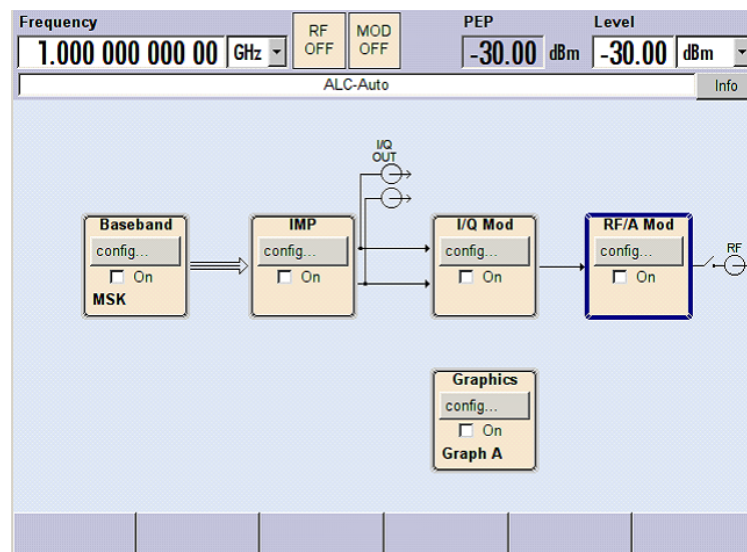 Frequency
RF OFF
MOD OFF
PEP
Level
1.000 000 000 00 GHz
-30.00 dBm
-30.00 dBm
ALC-Auto
Info
I/Q OUT
Baseband
config...
On
MSK
IMP
config...
On
I/Q Mod
config...
On
RF/A Mod
config...
On
RF
Graphics
config...
On
Graph A